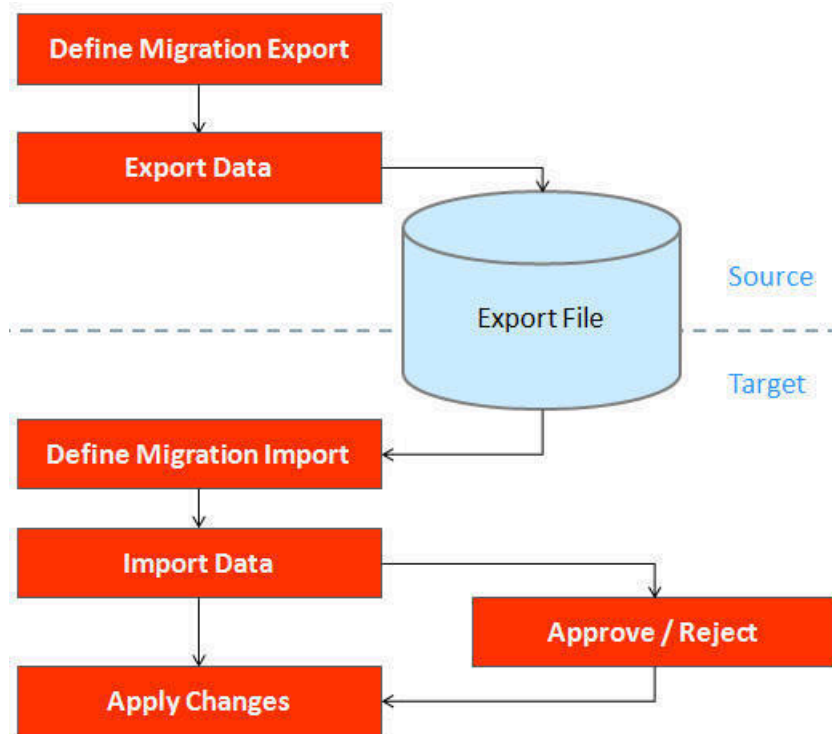 Define Migration Export
Export Data
Source
Export File
Target
Define Migration Import
Import Data
Approve / Reject
Apply Changes